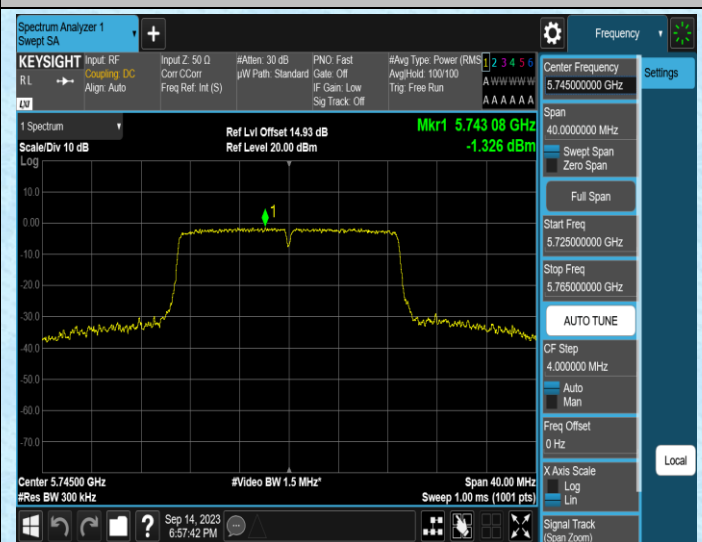 Spectrum Analyzer 1
Swept SA
+
Frequency
KEYSIGHT
RL
LXI
Input: RF
Coupling: DC
Align: Auto
Input Z: 50 Ω
Corr CCorr
Freq Ref: Int (S)
#Atten: 30 dB
µW Path: Standard
PNO: Fast
Gate: Off
IF Gain: Low
Sig Track: Off
#Avg Type: Power (RMS
Avg|Hold: 100/100
Trig: Free Run
1 2 3 4 5 6
A W W W W W
A A A A A A
1 Spectrum
Scale/Div 10 dB
Log
Ref Lvl Offset 14.93 dB
Ref Level 20.00 dBm
Mkr1 5.743 08 GHz
-1.326 dBm
10.0
0.00
-10.0
-20.0
-30.0
-40.0
-50.0
-60.0
-70.0
1
Center 5.74500 GHz
#Res BW 300 kHz
#Video BW 1.5 MHz*
Span 40.00 MHz
Sweep 1.00 ms (1001 pts)
?
Sep 14, 2023
6:57:42 PM
Center Frequency
5.745000000 GHz
Span
40.0000000 MHz
Swept Span
Zero Span
Full Span
Start Freq
5.725000000 GHz
Stop Freq
5.765000000 GHz
AUTO TUNE
CF Step
4.000000 MHz
Auto
Man
Freq Offset
0 Hz
X Axis Scale
Log
Lin
Signal Track
(Span Zoom)
Settings
Local